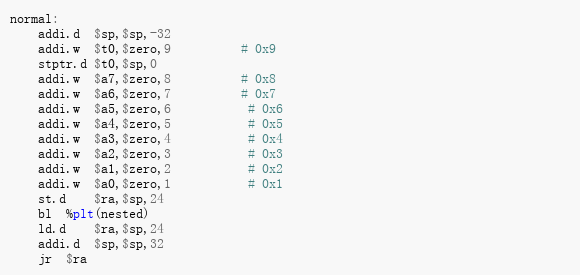 normal:
    addi.d  $sp,$sp,-32
    addi.w  $t0,$zero,9          # 0x9
    stptr.d $t0,$sp,0
    addi.w  $a7,$zero,8          # 0x8
    addi.w  $a6,$zero,7          # 0x7
    addi.w  $a5,$zero,6           # 0x6
    addi.w  $a4,$zero,5           # 0x5
    addi.w  $a3,$zero,4           # 0x4
    addi.w  $a2,$zero,3           # 0x3
    addi.w  $a1,$zero,2           # 0x2
    addi.w  $a0,$zero,1           # 0x1
    st.d    $ra,$sp,24
    bl  %plt(nested)
    ld.d    $ra,$sp,24
    addi.d  $sp,$sp,32
    jr  $ra